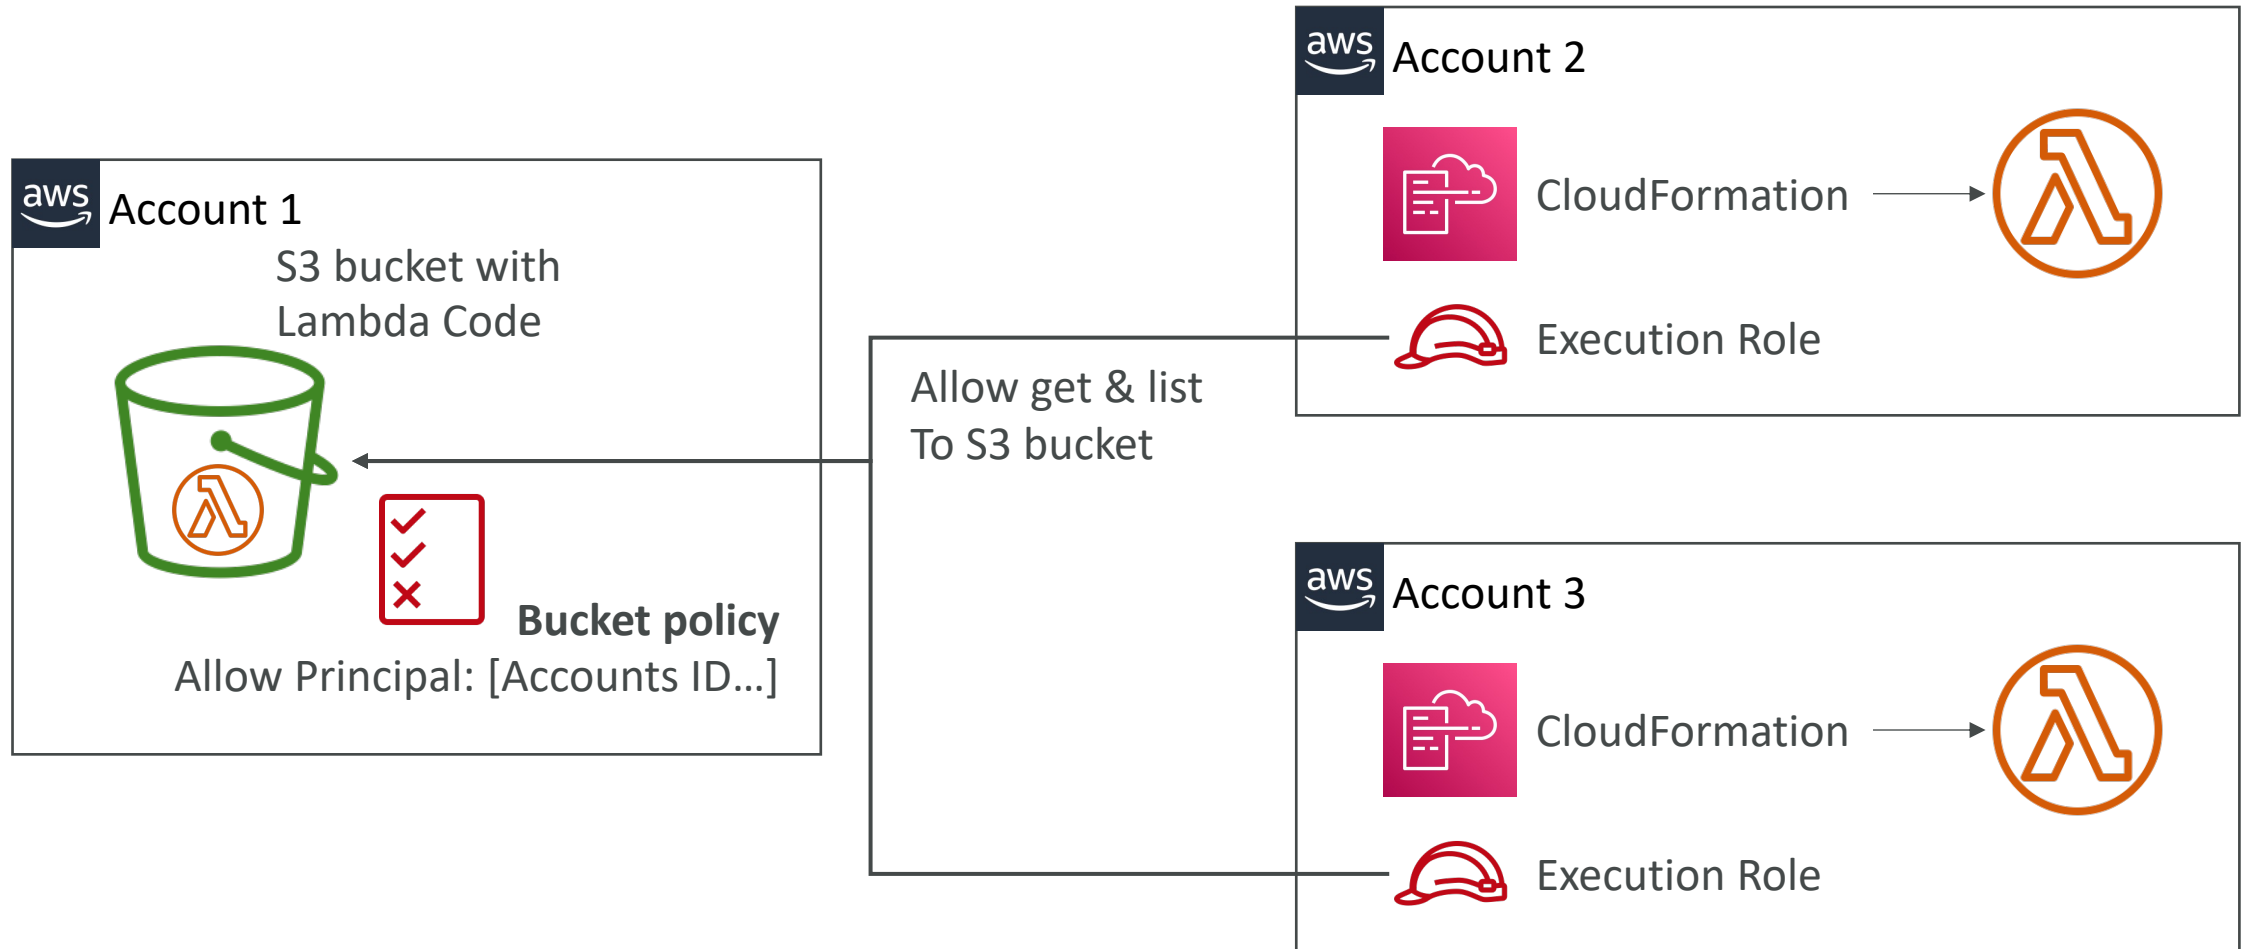 aws
Account 1
S3 bucket with
Lambda Code
Bucket policy
Allow Principal: [Accounts ID…]
Allow get & list
To S3 bucket
aws
Account 2
CloudFormation
Execution Role
aws
Account 3
CloudFormation
Execution Role